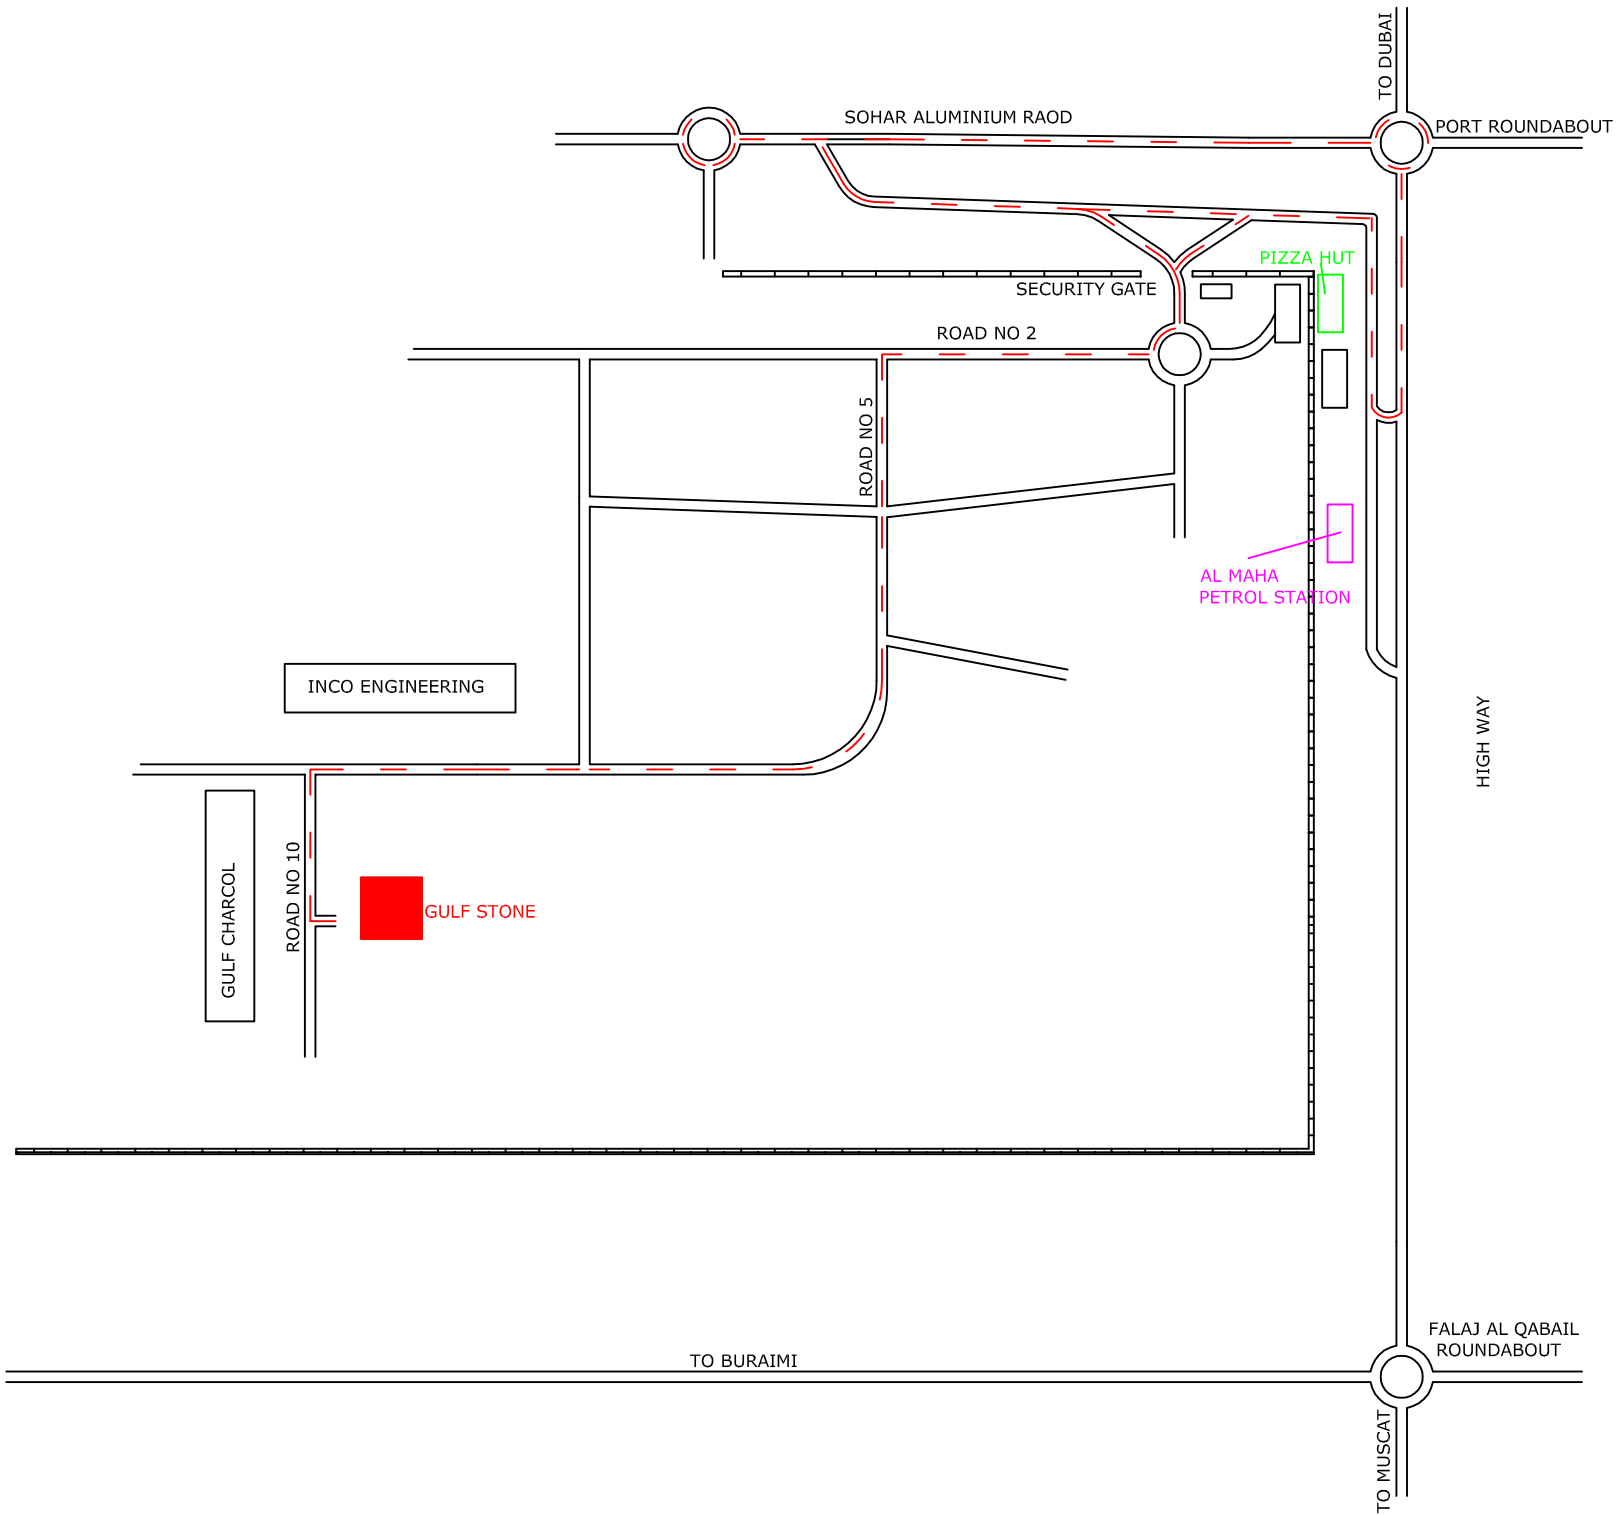 TO DUBAI
SOHAR ALUMINIUM RAOD
PORT ROUNDABOUT
PIZZA HUT
SECURITY GATE
ROAD NO 2
ROAD NO 5
AL MAHA
PETROL STATION
INCO ENGINEERING
HIGH WAY
GULF CHARCOL
ROAD NO 10
GULF STONE
FALAJ AL QABAIL
ROUNDABOUT
TO BURAIMI
TO MUSCAT